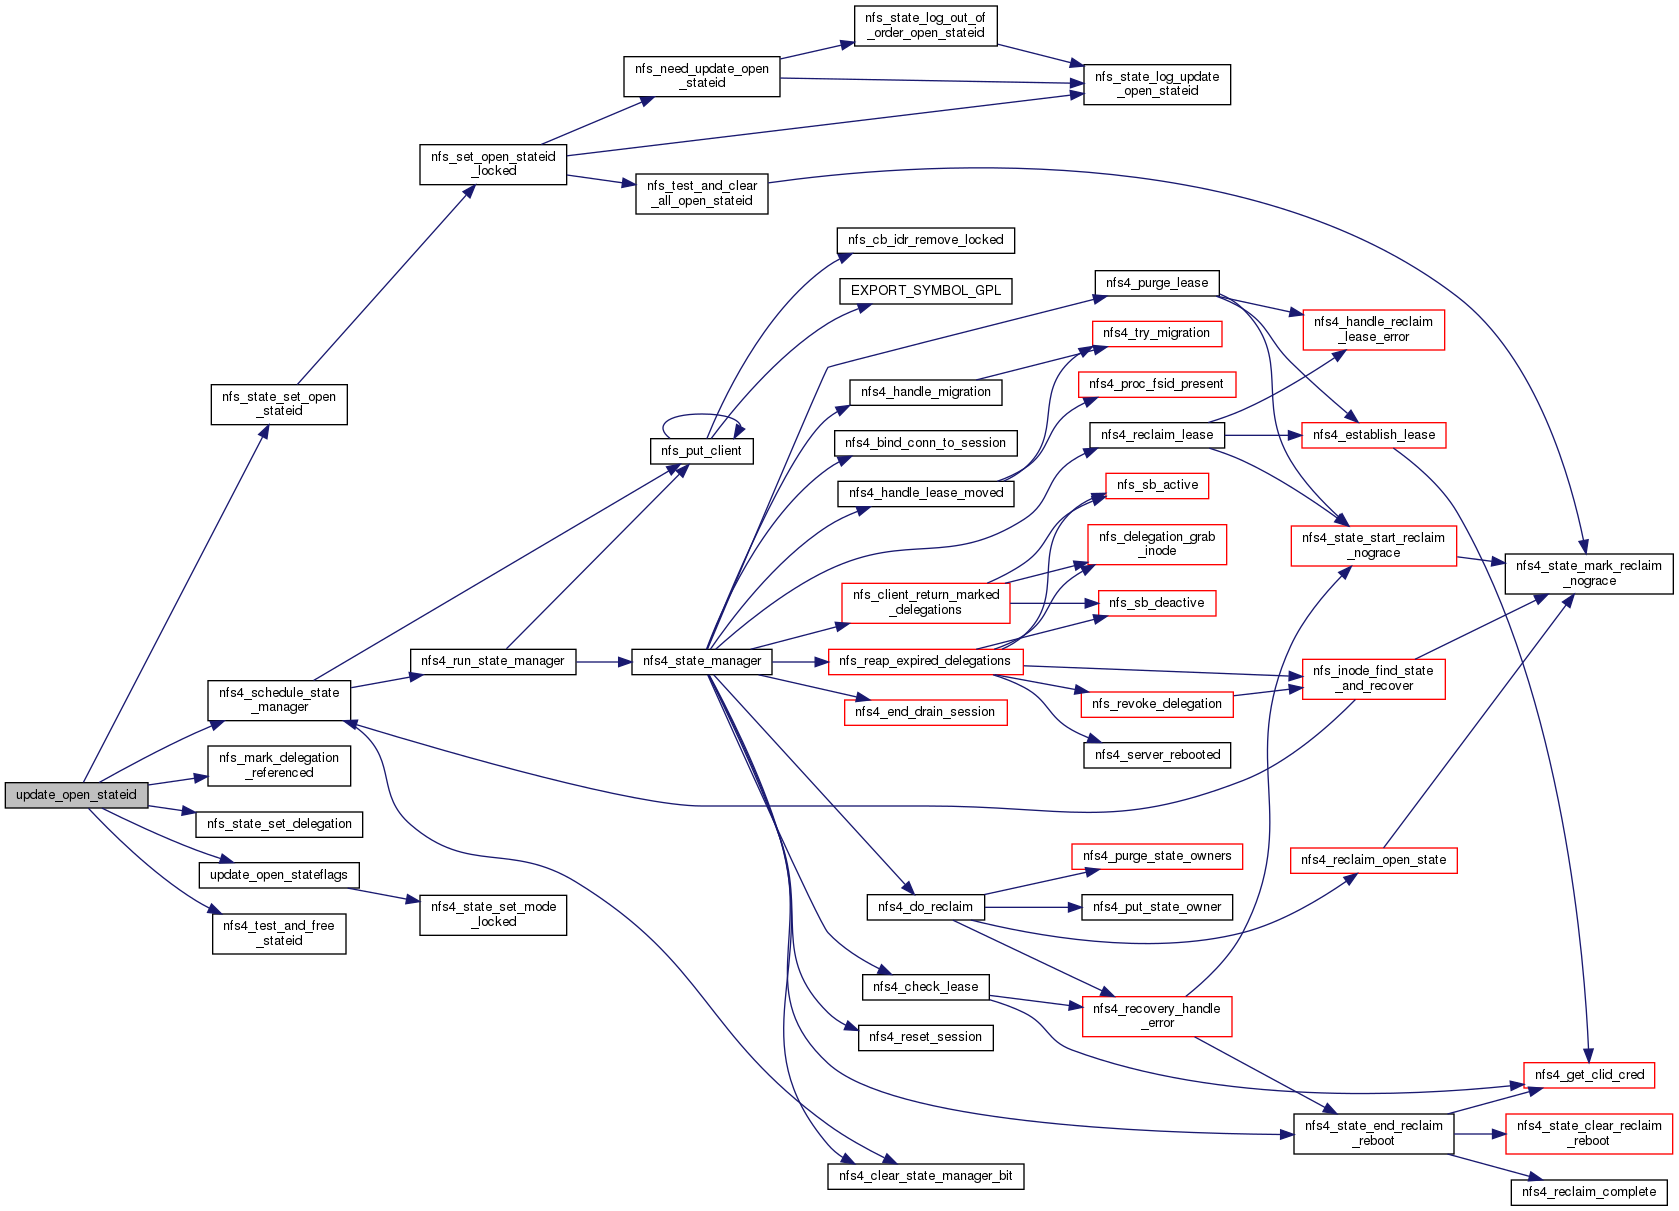 nfs_state_log_out_of
_order_open_stateid
nfs_need_update_open
_stateid
nfs_state_log_update
_open_stateid
nfs_set_open_stateid
_locked
nfs_test_and_clear
_all_open_stateid
nfs_cb_idr_remove_locked
EXPORT_SYMBOL_GPL
nfs4_purge_lease
nfs4_handle_reclaim
_lease_error
nfs4_try_migration
nfs4_proc_fsid_present
nfs4_handle_migration
nfs_state_set_open
_stateid
nfs_put_client
nfs4_bind_conn_to_session
nfs4_reclaim_lease
nfs4_establish_lease
nfs4_handle_lease_moved
nfs_sb_active
nfs_delegation_grab
_inode
nfs4_state_start_reclaim
_nograce
nfs4_state_mark_reclaim
_nograce
nfs_client_return_marked
_delegations
nfs_sb_deactive
nfs4_run_state_manager
nfs4_state_manager
nfs_reap_expired_delegations
nfs_inode_find_state
_and_recover
nfs4_schedule_state
_manager
nfs4_end_drain_session
nfs_revoke_delegation
nfs4_server_rebooted
nfs_mark_delegation
_referenced
update_open_stateid
nfs_state_set_delegation
update_open_stateflags
nfs4_purge_state_owners
nfs4_reclaim_open_state
nfs4_state_set_mode
_locked
nfs4_do_reclaim
nfs4_put_state_owner
nfs4_test_and_free
_stateid
nfs4_check_lease
nfs4_recovery_handle
_error
nfs4_reset_session
nfs4_get_clid_cred
nfs4_state_end_reclaim
_reboot
nfs4_state_clear_reclaim
_reboot
nfs4_clear_state_manager_bit
nfs4_reclaim_complete